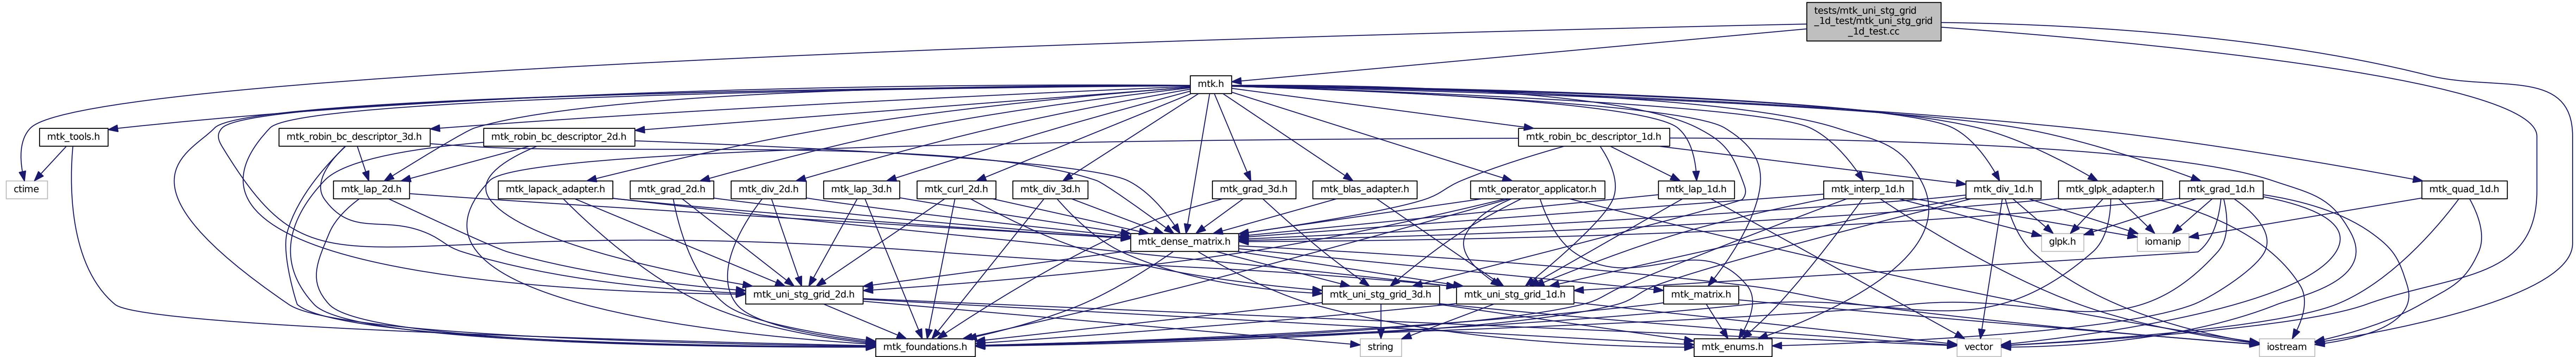 tests/mtk_uni_stg_grid
_1d_test/mtk_uni_stg_grid
_1d_test.cc
mtk.h
mtk_tools.h
mtk_robin_bc_descriptor_3d.h
mtk_robin_bc_descriptor_2d.h
mtk_robin_bc_descriptor_1d.h
ctime
mtk_lap_2d.h
mtk_lapack_adapter.h
mtk_grad_2d.h
mtk_div_2d.h
mtk_lap_3d.h
mtk_curl_2d.h
mtk_div_3d.h
mtk_grad_3d.h
mtk_blas_adapter.h
mtk_operator_applicator.h
mtk_lap_1d.h
mtk_interp_1d.h
mtk_div_1d.h
mtk_glpk_adapter.h
mtk_grad_1d.h
mtk_quad_1d.h
mtk_dense_matrix.h
glpk.h
iomanip
mtk_uni_stg_grid_2d.h
mtk_uni_stg_grid_3d.h
mtk_uni_stg_grid_1d.h
mtk_matrix.h
mtk_foundations.h
string
mtk_enums.h
vector
iostream